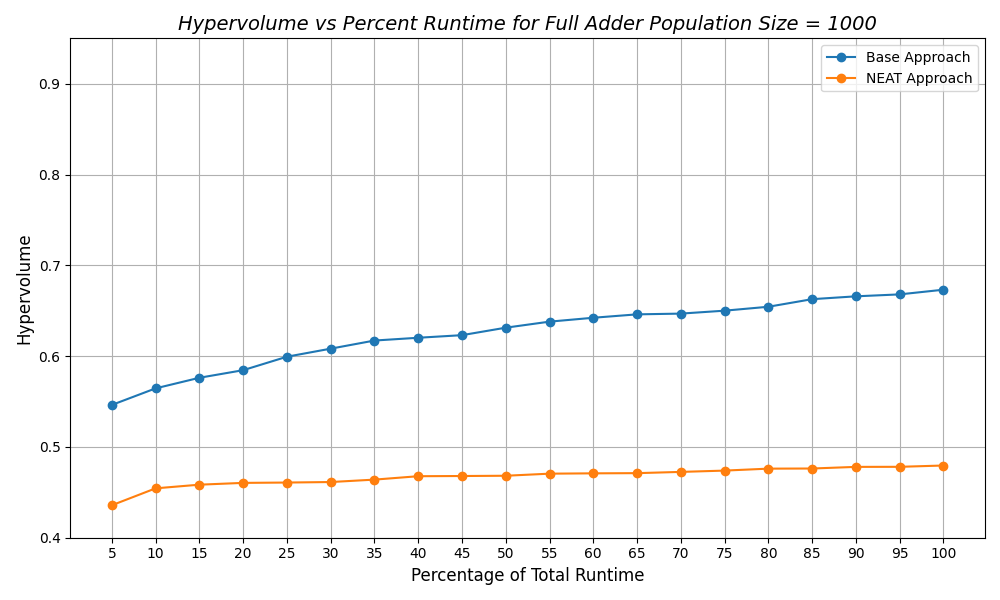 Hypervolume vs Percent Runtime for Full Adder Population Size = 1000
Base Approach
NEAT Approach
Hypervolume
0.9
0.8
0.7
0.6
0.5
0.4
5 10 15 20 25 30 35 40 45 50 55 60 65 70 75 80 85 90 95 100
Percentage of Total Runtime